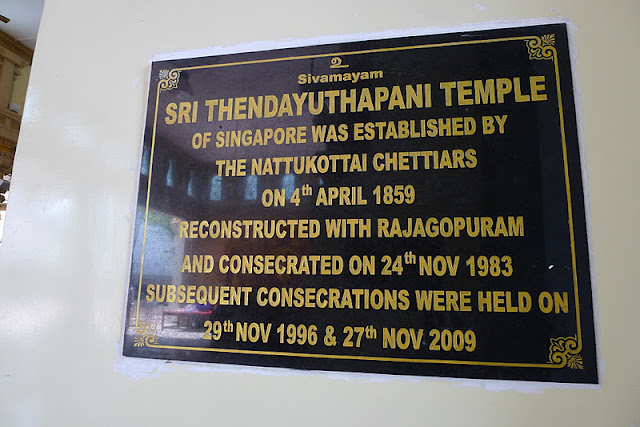 உ
Sivamayam
SRI THENDAYUTHAPANI TEMPLE
OF SINGAPORE WAS ESTABLISHED BY
THE NATTUKOTTAI CHETTIARS
ON 4th APRIL 1859
RECONSTRUCTED WITH RAJAGOPURAM
AND CONSECRATED ON 24th NOV 1983
SUBSEQUENT CONSECRATIONS WERE HELD ON
29th NOV 1996 & 27th NOV 2009